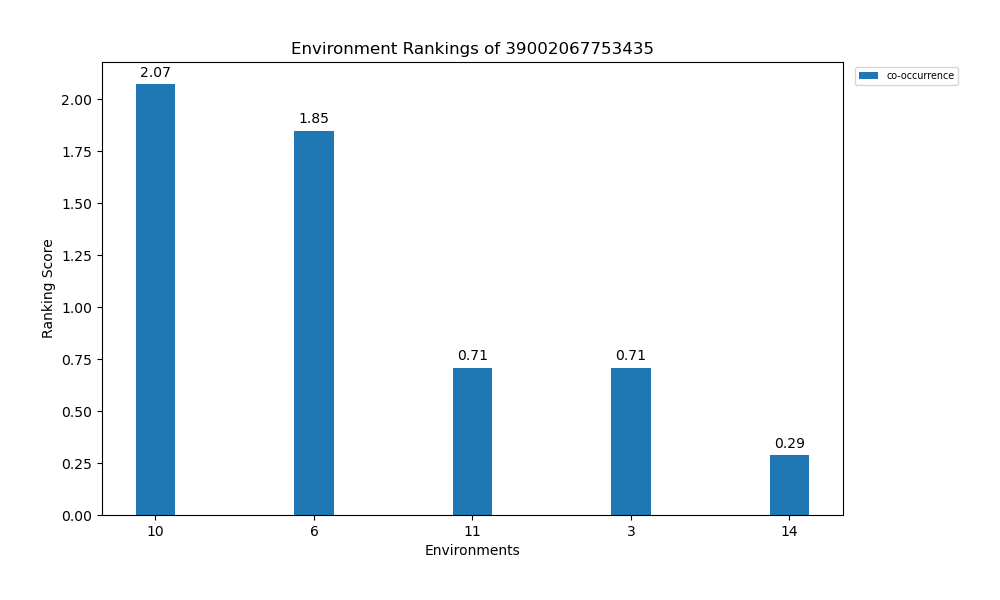 Environment Rankings of 39002067753435
co-occurrence
2.07
1.85
0.71
0.71
0.29
Ranking Score
2.00
1.75
1.50
1.25
1.00
0.75
0.50
0.25
0.00
10 6 11 3 14
Environments